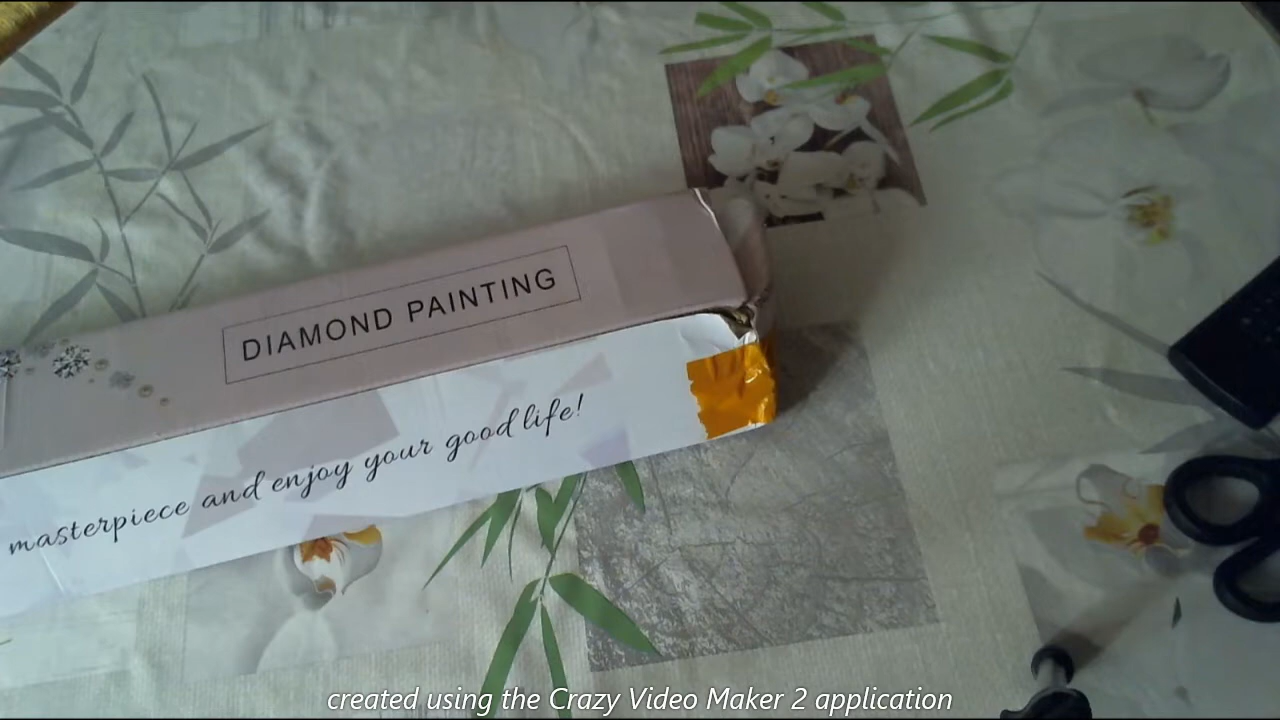 DIAMOND PAINTING
masterpiece and enjoy your good life!
created using the Crazy Video Maker 2 application